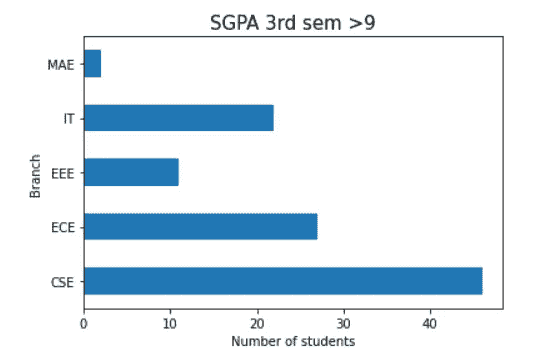 SGPA 3rd sem >9
MAE
IT
EEE
ECE
CSE
Branch
0 10 20 30 40
Number of students